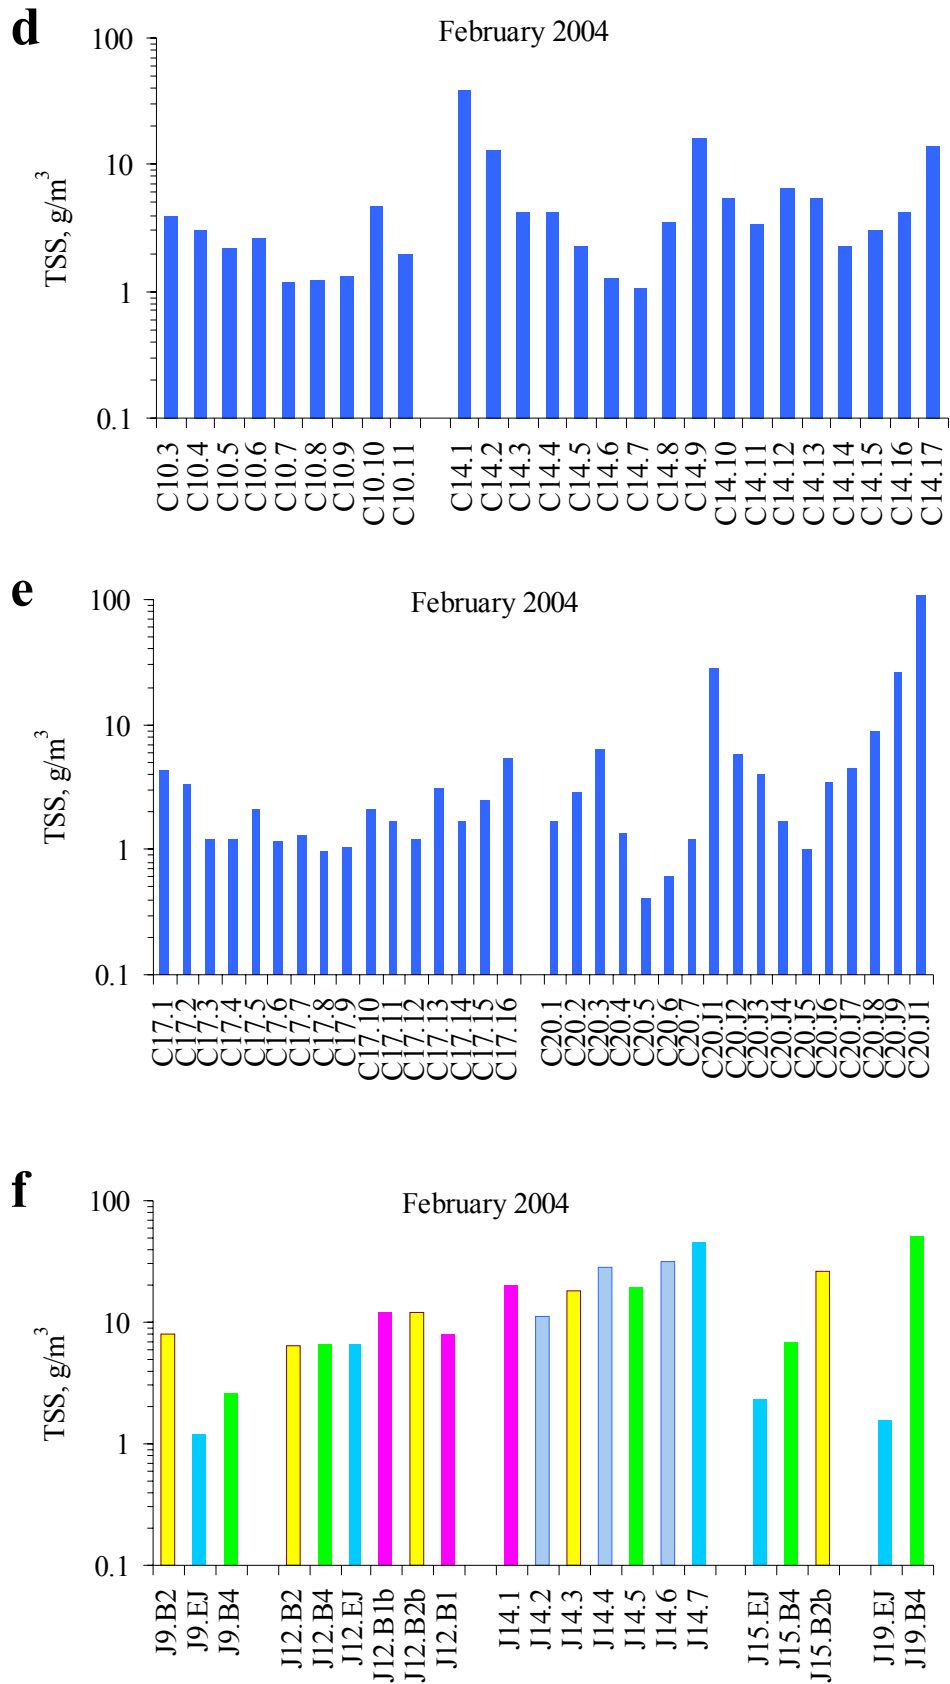 d
February 2004
100
10
1
0.1
TSS, g/m³
C10.3
C10.4
C10.5
C10.6
C10.7
C10.8
C10.9
C10.10
C10.11
C14.1
C14.2
C14.3
C14.4
C14.5
C14.6
C14.7
C14.8
C14.9
C14.10
C14.11
C14.12
C14.13
C14.14
C14.15
C14.16
C14.17
e
February 2004
100
10
1
0.1
TSS, g/m³
C17.1
C17.2
C17.3
C17.4
C17.5
C17.6
C17.7
C17.8
C17.9
C17.10
C17.11
C17.12
C17.13
C17.14
C17.15
C17.16
C20.1
C20.2
C20.3
C20.4
C20.5
C20.6
C20.7
C20.J1
C20.J2
C20.J3
C20.J4
C20.J5
C20.J6
C20.J7
C20.J8
C20.J9
C20.J1
f
February 2004
100
10
1
0.1
TSS, g/m³
J9.B2
J9.EJ
J9.B4
J12.B2
J12.B4
J12.EJ
J12.B1b
J12.B2b
J12.B1
J14.1
J14.2
J14.3
J14.4
J14.5
J14.6
J14.7
J15.EJ
J15.B4
J15.B2b
J19.EJ
J19.B4